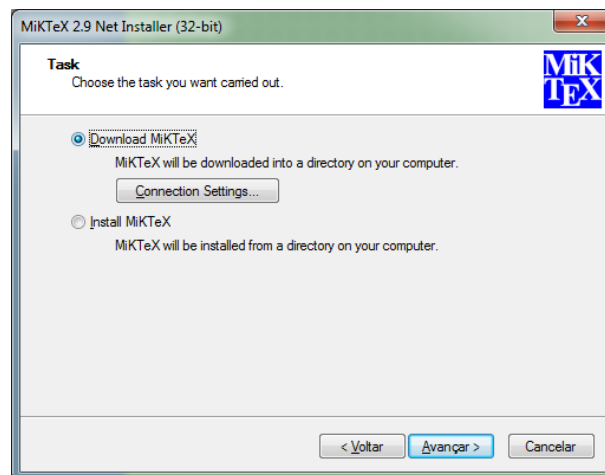 MiKTeX 2.9 Net Installer (32-bit)
Task
Choose the task you want carried out.
MiK
TEX
Download MiKTeX
MiKTeX will be downloaded into a directory on your computer.
Connection Settings...
Install MiKTeX
MiKTeX will be installed from a directory on your computer.
< Voltar
Avançar >
Cancelar